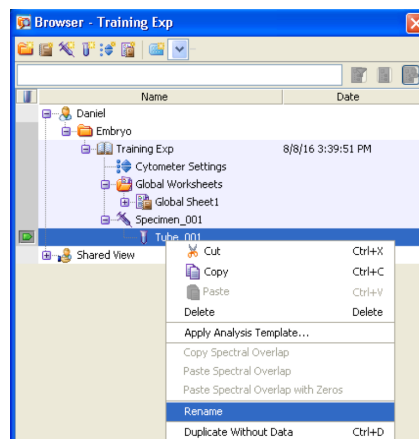 Browser - Training Exp
Name Date
Daniel
Embryo
Training Exp 8/8/16 3:39:51 PM
Cytometer Settings
Global Worksheets
Global Sheet1
Specimen_001
Tube_001
Shared View
Cut Ctrl+X
Copy Ctrl+C
Paste Ctrl+V
Delete Delete
Apply Analysis Template...
Copy Spectral Overlap
Paste Spectral Overlap
Paste Spectral Overlap with Zeros
Rename
Duplicate Without Data Ctrl+D